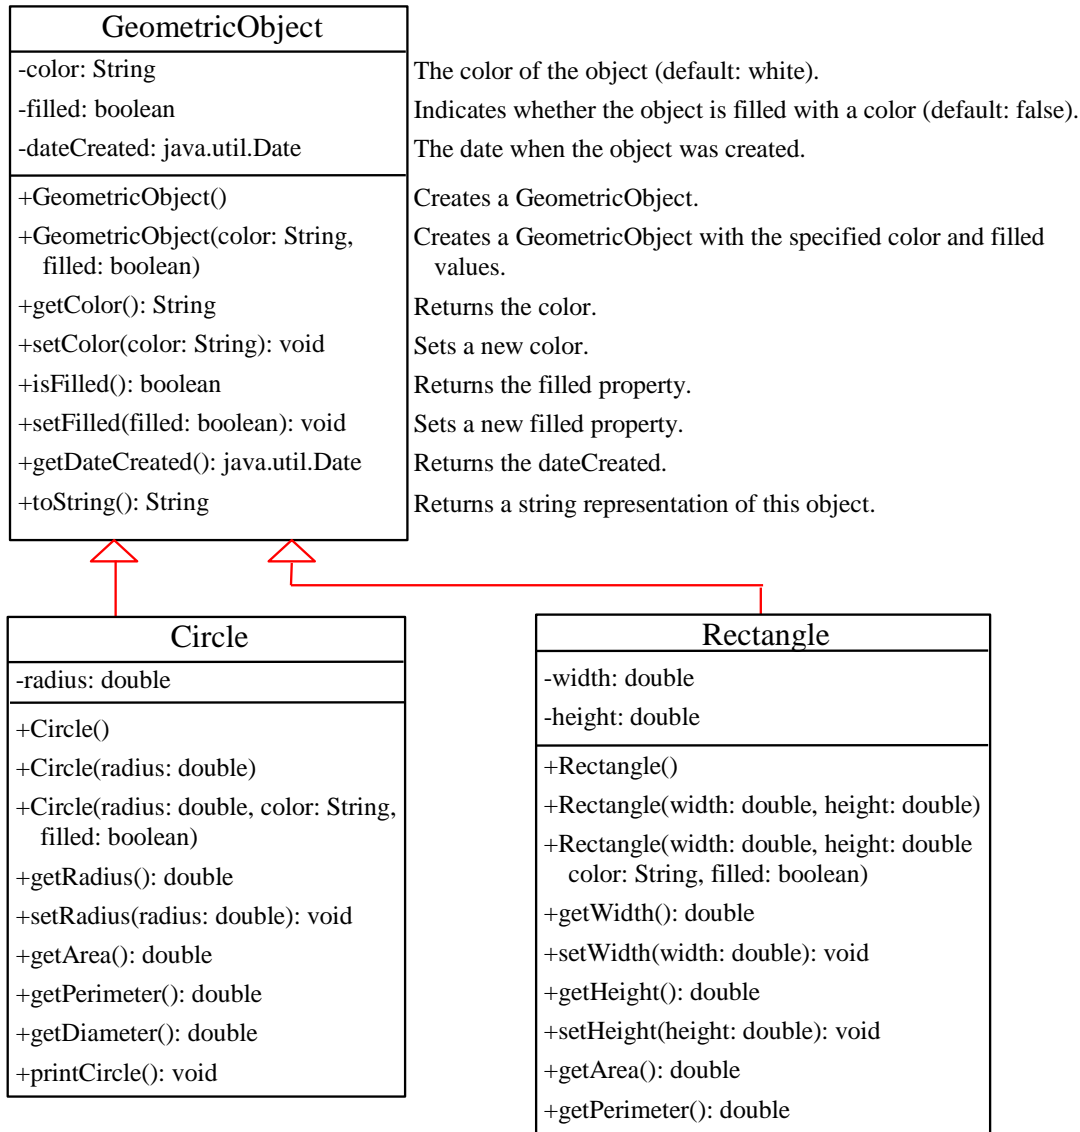 GeometricObject
-color: String
The color of the object (default: white).
-filled: boolean
Indicates whether the object is filled with a color (default: false).
-dateCreated: java.util.Date
The date when the object was created.
+GeometricObject()
Creates a GeometricObject.
+GeometricObject(color: String,
filled: boolean)
Creates a GeometricObject with the specified color and filled
values.
+getColor(): String
Returns the color.
+setColor(color: String): void
Sets a new color.
+isFilled(): boolean
Returns the filled property.
+setFilled(filled: boolean): void
Sets a new filled property.
+getDateCreated(): java.util.Date
Returns the dateCreated.
+toString(): String
Returns a string representation of this object.
Circle
-radius: double
+Circle()
+Circle(radius: double)
+Circle(radius: double, color: String,
filled: boolean)
+getRadius(): double
+setRadius(radius: double): void
+getArea(): double
+getPerimeter(): double
+getDiameter(): double
+printCircle(): void
Rectangle
-width: double
-height: double
+Rectangle()
+Rectangle(width: double, height: double)
+Rectangle(width: double, height: double
color: String, filled: boolean)
+getWidth(): double
+setWidth(width: double): void
+getHeight(): double
+setHeight(height: double): void
+getArea(): double
+getPerimeter(): double